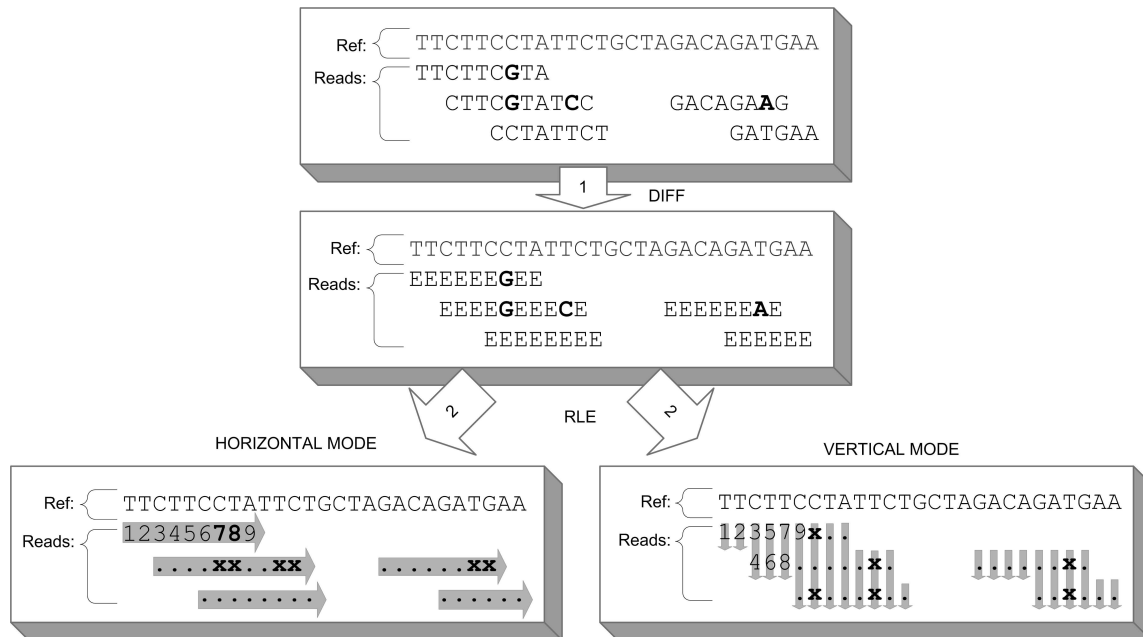 Ref: TTCTTCCTATTCTGCTAGACAGATGAA
Reads: TTCTTCGTA
CTTCGTATCC GACAGAAG
CCTATTCT GATGAA
1 DIFF
Ref: TTCTTCCTATTCTGCTAGACAGATGAA
Reads: EEEEEEGEE
EEEEGEEECE EEEEEEAE
EEEEEEEE EEEEEE
2 RLE 2
HORIZONTAL MODE
Ref: TTCTTCCTATTCTGCTAGACAGATGAA
Reads: 123456789
....xx..xx ......xx
........ ......
VERTICAL MODE
Ref: TTCTTCCTATTCTGCTAGACAGATGAA
Reads: 123579x..
468.....x. ......x.
.x...x.. ..x...